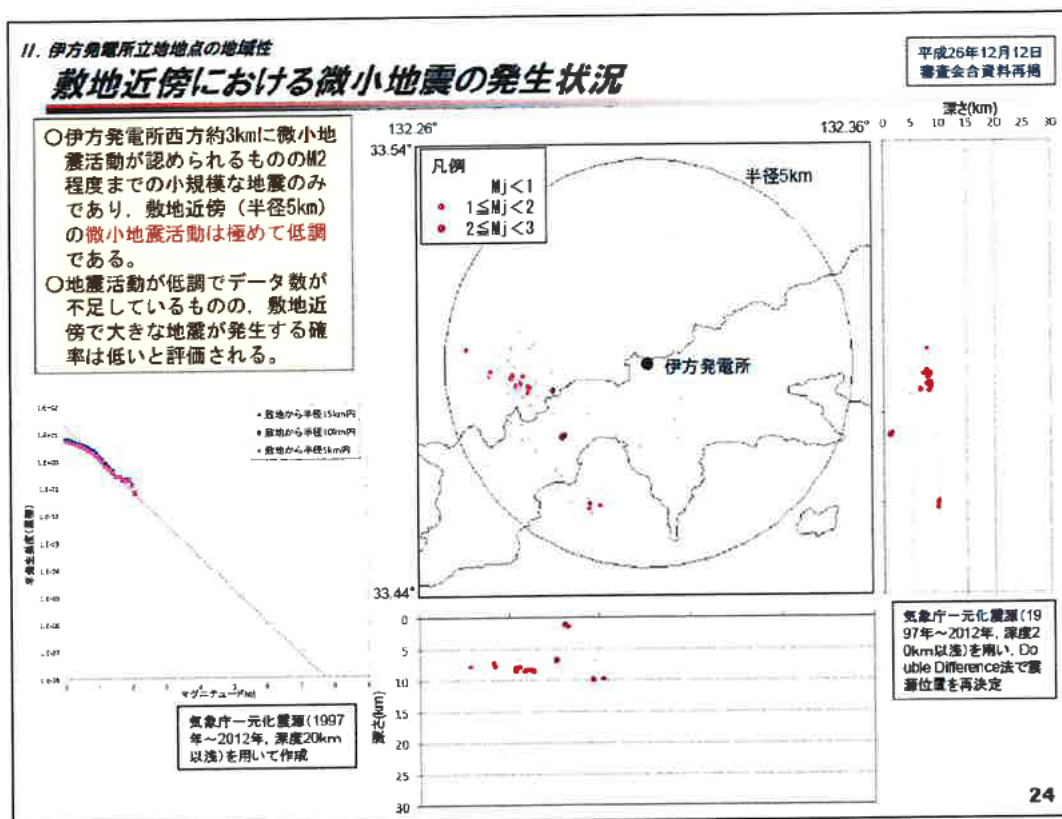 II. 伊方発電所立地地点の地域性
敷地近傍における微小地震の発生状況
平成26年12月12日
審査会合資料再掲
○伊方発電所西方約3kmに微小地
震活動が認められるもののM2
程度までの小規模な地震のみ
であり，敷地近傍（半径5km）
の微小地震活動は極めて低調
である。
○地震活動が低調でデータ数が
不足しているものの，敷地近
傍で大きな地震が発生する確
率は低いと評価される。
132.26°
132.36°
33.54°
凡例
Mj＜1
1≦Mj＜2
2≦Mj＜3
半径5km
伊方発電所
33.44°
深さ(km)
0 5 10 15 20 25 30
敷地から半径15km内
敷地から半径10km内
敷地から半径5km内
年発生頻度(累積)
マグニチュード(M)
気象庁一元化震源(1997
年～2012年，深度20km
以浅)を用いて作成
深さ(km)
0
5
10
15
20
25
30
気象庁一元化震源(19
97年～2012年，深度2
0km以浅)を用い，Do
uble Difference法で震
源位置を再決定
24